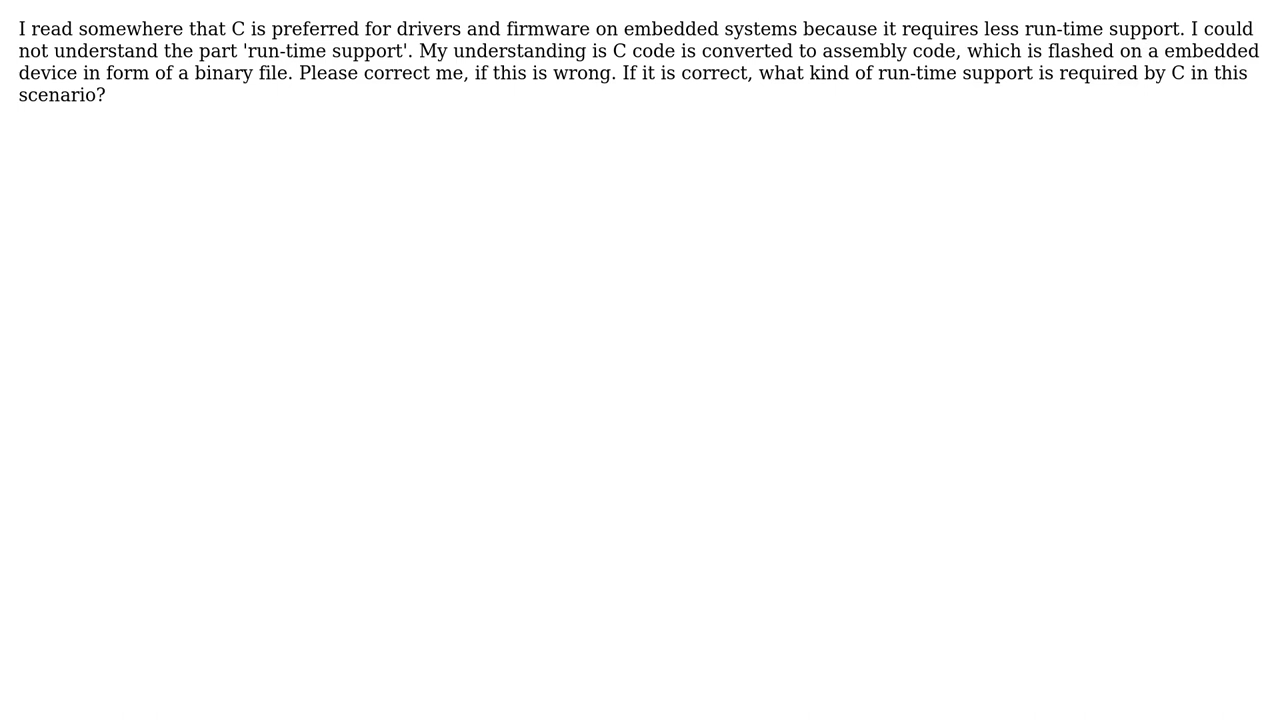 I read somewhere that C is preferred for drivers and firmware on embedded systems because it requires less run-time support. I could
not understand the part 'run-time support'. My understanding is C code is converted to assembly code, which is flashed on a embedded
device in form of a binary file. Please correct me, if this is wrong. If it is correct, what kind of run-time support is required by C in this
scenario?